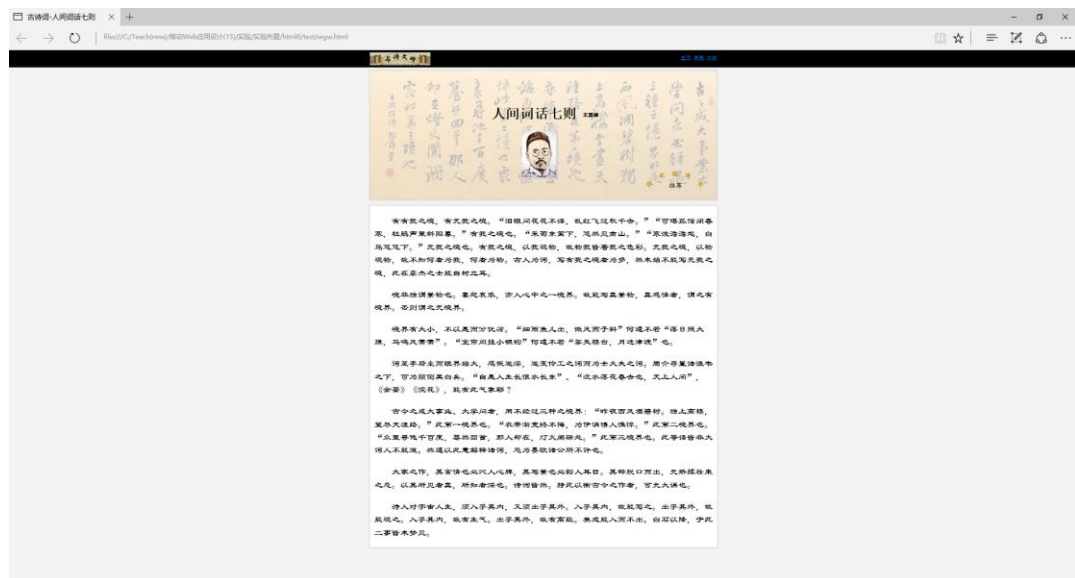 古诗词-人间词话七则
file:///C:/Teach(new)/移动Web应用设计(15)/实验/实验布置/html6/text/wgw.html
人间词话七则 王国维
推荐
有有我之境，有无我之境。“泪眼问花花不语，乱红飞过秋千去。”“可堪孤馆闭春
寒，杜鹃声里斜阳暮。”有我之境也。“采菊东篱下，悠然见南山。”“寒波澹澹起，白
鸟悠悠下。”无我之境也。有我之境，以我观物，故物我皆著我之色彩。无我之境，以物
观物，故不知何者为我，何者为物。古人为词，写有我之境者为多，然未始不能写无我之
境，此在豪杰之士能自树立耳。
境非独谓景物也。喜怒哀乐，亦人心中之一境界。故能写真景物，真感情者，谓之有
境界。否则谓之无境界。
境界有大小，不以是而分优劣。“细雨鱼儿出，微风燕子斜”何遽不若“落日照大
旗，马鸣风萧萧”。“宝帘闲挂小银钩”何遽不若“雾失楼台，月迷津渡”也。
词至李后主而眼界始大，感慨遂深，遂变伶工之词而为士大夫之词。周介存置诸温韦
之下，可为颠倒黑白矣。“自是人生长恨水长东”、“流水落花春去也，天上人间”，
《金荃》《浣花》，能有此气象耶？
古今之成大事业、大学问者，罔不经过三种之境界：“昨夜西风凋碧树。独上高楼，
望尽天涯路。”此第一境界也。“衣带渐宽终不悔，为伊消得人憔悴。”此第二境界也。
“众里寻他千百度，蓦然回首，那人却在，灯火阑珊处。”此第三境界也。此等语皆非大
词人不能道。然遽以此意解释诸词，恐为晏欧诸公所不许也。
大家之作，其言情也必沁人心脾，其写景也必豁人耳目。其辞脱口而出，无矫揉妆束
之态。以其所见者真，所知者深也。诗词皆然。持此以衡古今之作者，可无大误也。
诗人对宇宙人生，须入乎其内，又须出乎其外。入乎其内，故能写之。出乎其外，故
能观之。入乎其内，故有生气。出乎其外，故有高致。美成能入而不出。白石以降，于此
二事皆未梦见。